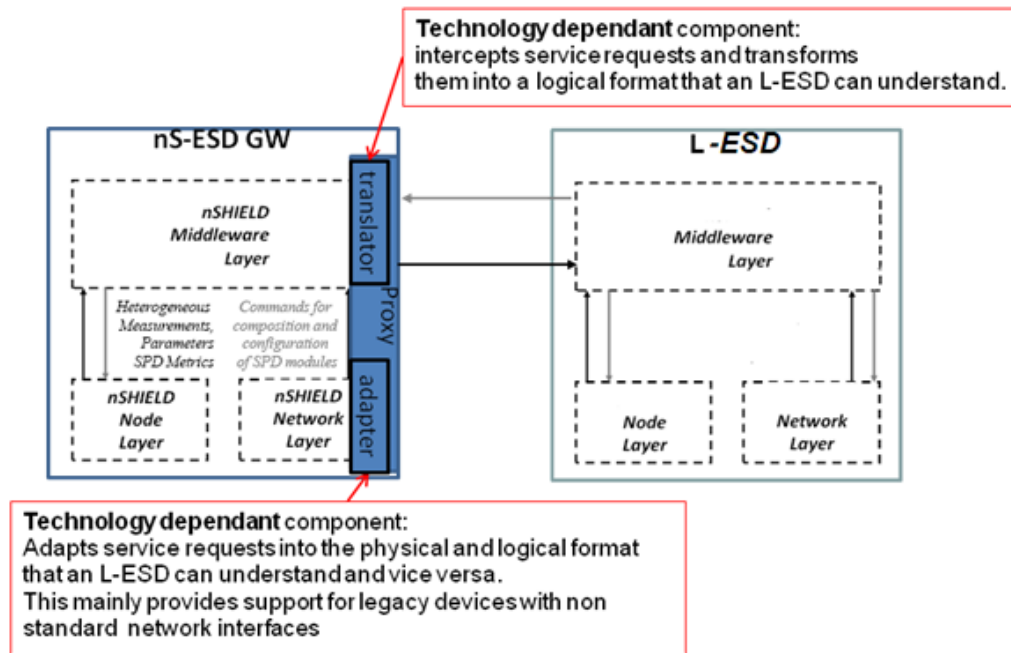 Technology dependant component:
intercepts service requests and transforms
them into a logical format that an L-ESD can understand.
nS-ESD GW
nSHIELD
Middleware
Layer
translator
Proxy
adapter
Heterogeneous
Measurements,
Parameters
SPD Metrics
Commands for
composition and
configuration
of SPD modules
nSHIELD
Node
Layer
nSHIELD
Network
Layer
L-ESD
Middleware
Layer
Node
Layer
Network
Layer
Technology dependant component:
Adapts service requests into the physical and logical format
that an L-ESD can understand and vice versa.
This mainly provides support for legacy devices with non
standard network interfaces